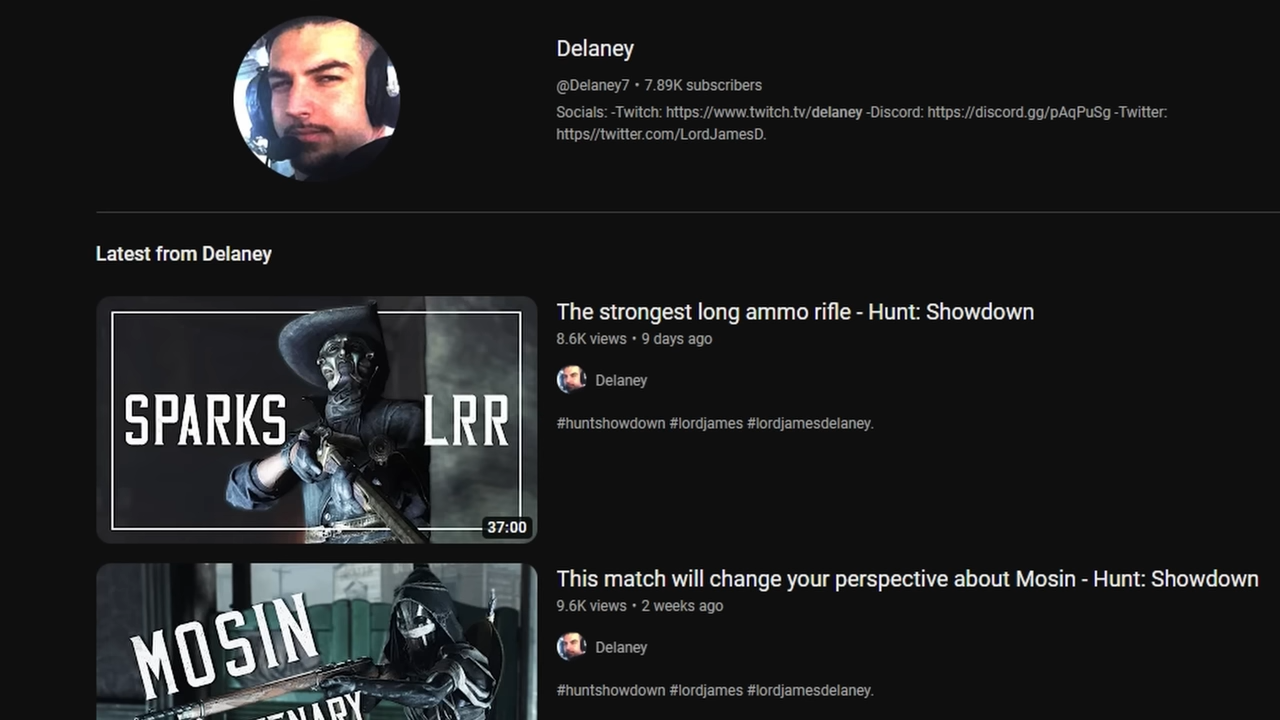 Delaney
@Delaney7 • 7.89K subscribers
Socials: -Twitch: https://www.twitch.tv/delaney -Discord: https://discord.gg/pAqPuSg -Twitter:
https//twitter.com/LordJamesD.
Latest from Delaney
SPARKS LRR
37:00
The strongest long ammo rifle - Hunt: Showdown
8.6K views • 9 days ago
Delaney
#huntshowdown #lordjames #lordjamesdelaney.
MOSIN
This match will change your perspective about Mosin - Hunt: Showdown
9.6K views • 2 weeks ago
Delaney
#huntshowdown #lordjames #lordjamesdelaney.